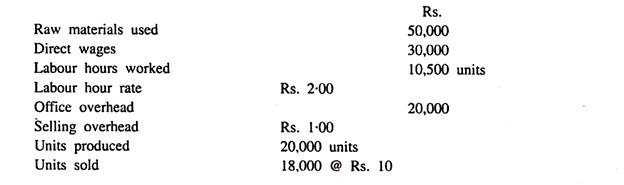 Rs.
Raw materials used 50,000
Direct wages 30,000
Labour hours worked 10,500 units
Labour hour rate Rs. 2·00
Office overhead 20,000
Selling overhead Rs. 1·00
Units produced 20,000 units
Units sold 18,000 @ Rs. 10